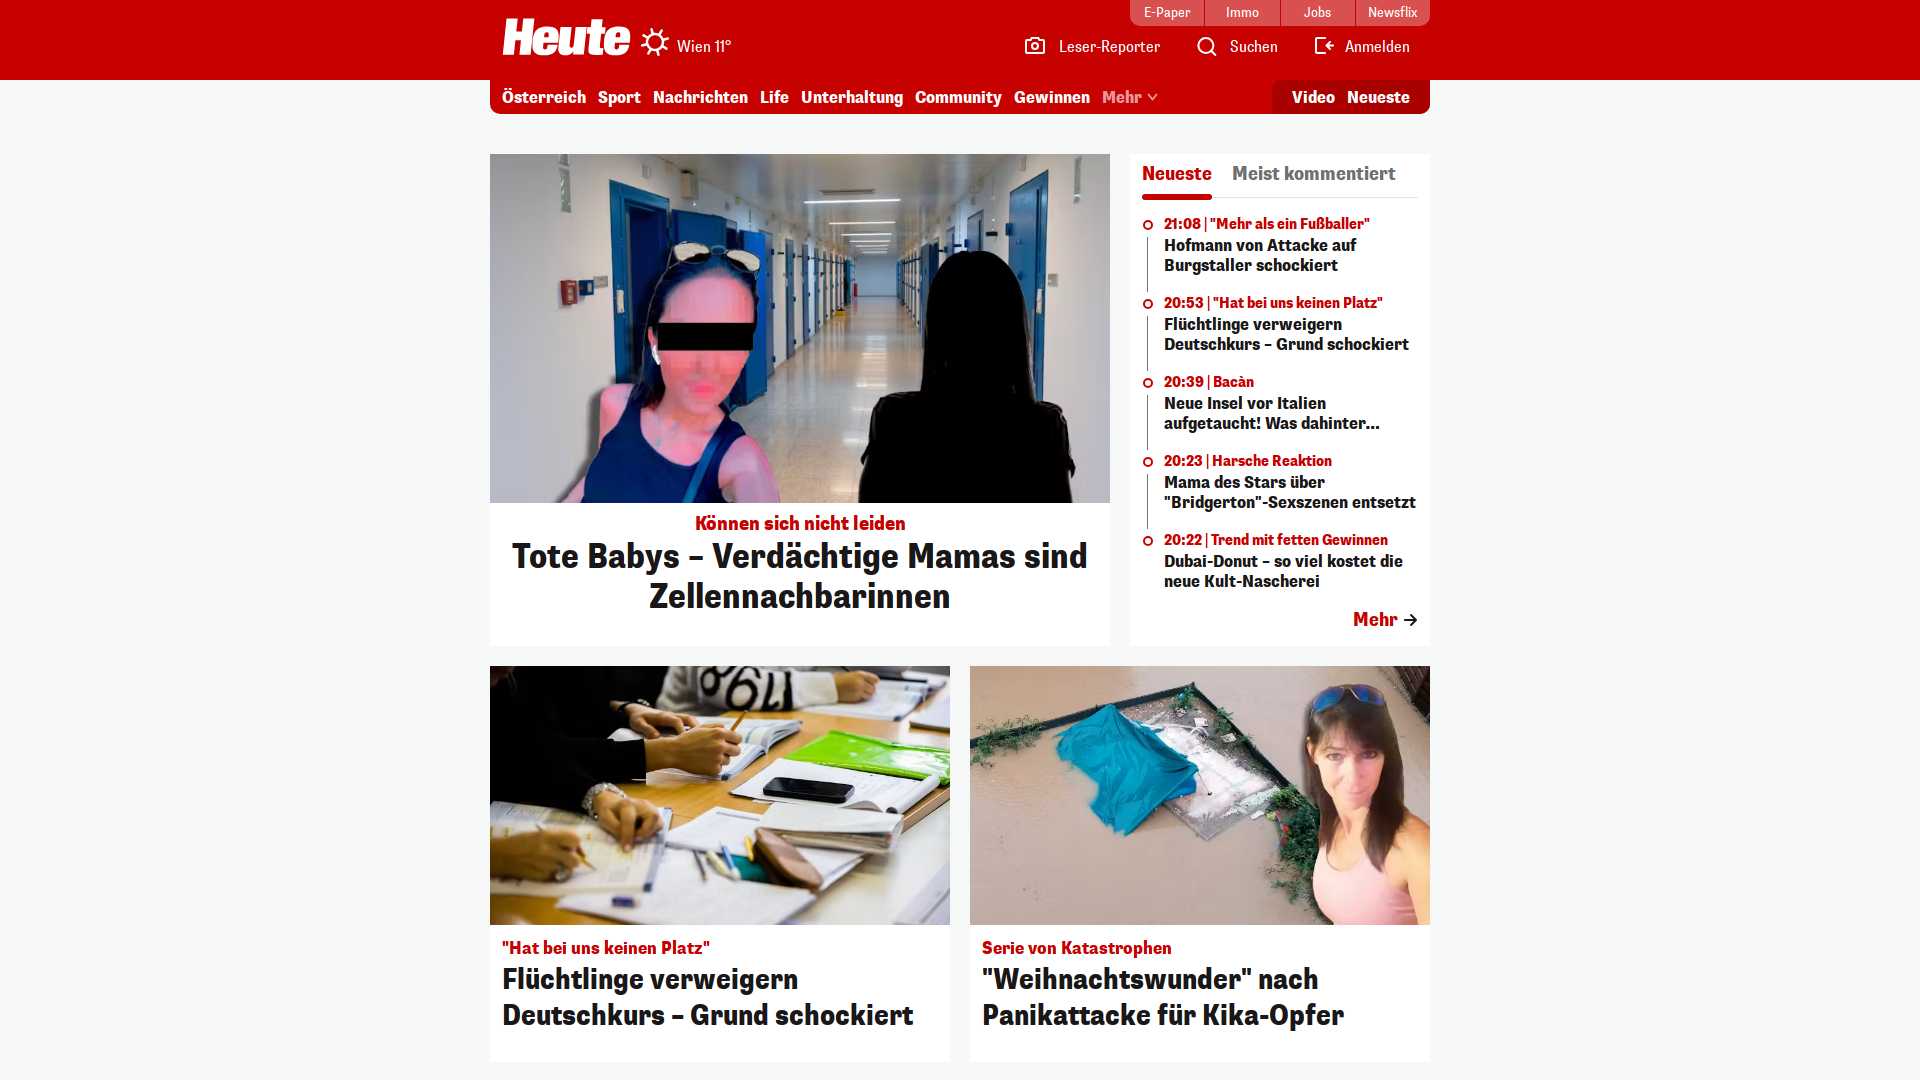 E-Paper
Immo
Jobs
Newsflix
Heute
Wien 11°
Leser-Reporter
Suchen
Anmelden
Österreich
Sport
Nachrichten
Life
Unterhaltung
Community
Gewinnen
Mehr
Video
Neueste
Können sich nicht leiden
Tote Babys – Verdächtige Mamas sind
Zellennachbarinnen
Neueste
Meist kommentiert
21:08 | "Mehr als ein Fußballer"
Hofmann von Attacke auf
Burgstaller schockiert
20:53 | "Hat bei uns keinen Platz"
Flüchtlinge verweigern
Deutschkurs – Grund schockiert
20:39 | Bacàn
Neue Insel vor Italien
aufgetaucht! Was dahinter...
20:23 | Harsche Reaktion
Mama des Stars über
"Bridgerton"-Sexszenen entsetzt
20:22 | Trend mit fetten Gewinnen
Dubai-Donut – so viel kostet die
neue Kult-Nascherei
Mehr
"Hat bei uns keinen Platz"
Flüchtlinge verweigern
Deutschkurs – Grund schockiert
Serie von Katastrophen
"Weihnachtswunder" nach
Panikattacke für Kika-Opfer